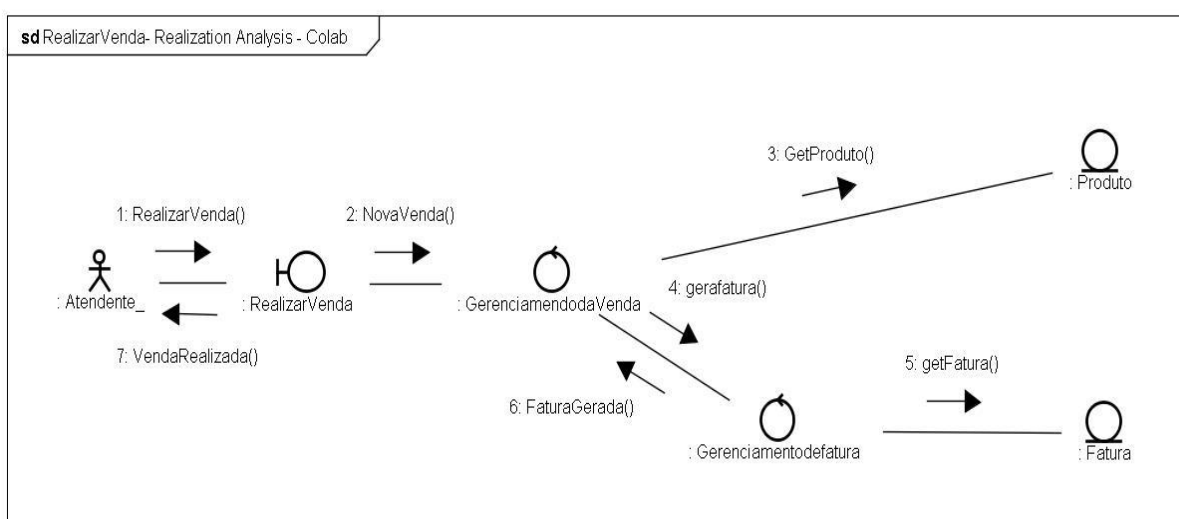 sd RealizarVenda- Realization Analysis - Colab
3: GetProduto()
: Produto
1: RealizarVenda()
2: NovaVenda()
: Atendente_
: RealizarVenda
: GerenciamendodaVenda
4: gerafatura()
7: VendaRealizada()
5: getFatura()
6: FaturaGerada()
: Gerenciamentodefatura
: Fatura